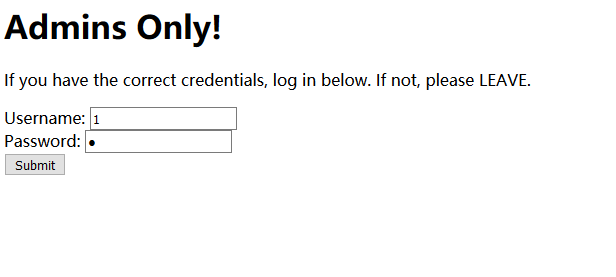 Admins Only!
If you have the correct credentials, log in below. If not, please LEAVE.
Username: 1
Password: •
Submit